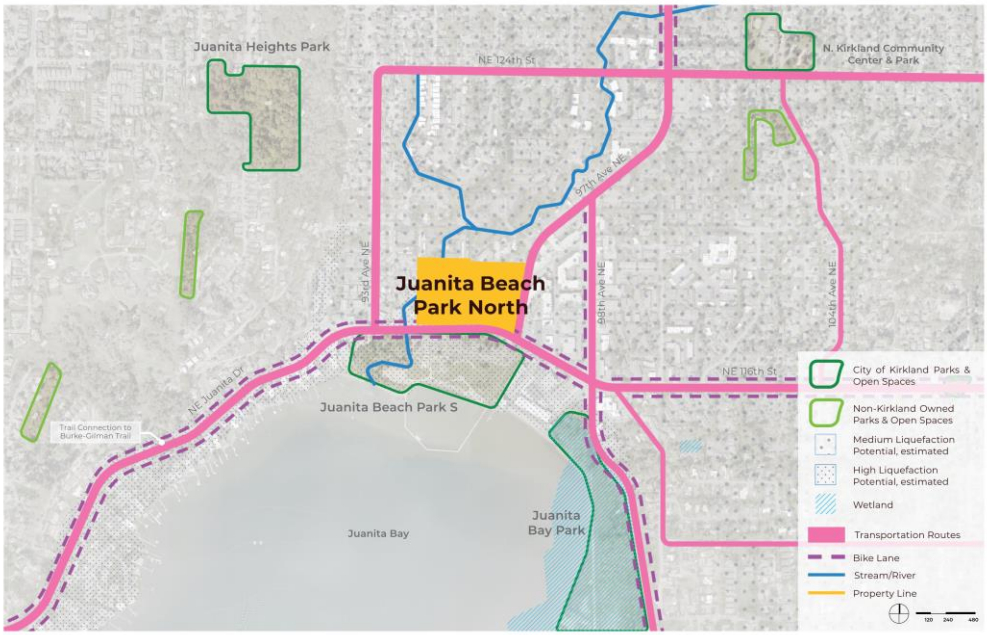 Juanita Heights Park
NE 124th St
N. Kirkland Community
Center & Park
97th Ave NE
93rd Ave NE
Juanita Beach
Park North
98th Ave NE
104th Ave NE
NE Juanita Dr
NE 116th St
Juanita Beach Park S
Trail Connection to
Burke-Gilman Trail
Juanita
Bay Park
Juanita Bay
City of Kirkland Parks &
Open Spaces
Non-Kirkland Owned
Parks & Open Spaces
Medium Liquefaction
Potential, estimated
High Liquefaction
Potential, estimated
Wetland
Transportation Routes
Bike Lane
Stream/River
Property Line
120 240 480